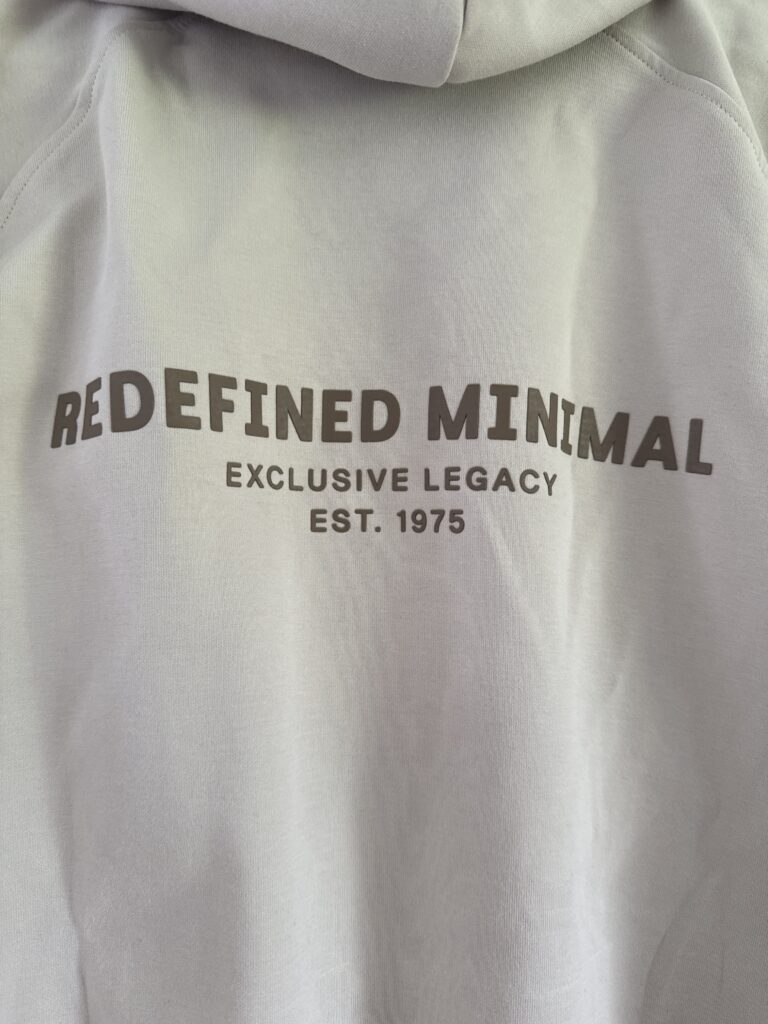 REDEFINED MINIMAL
EXCLUSIVE LEGACY
EST. 1975